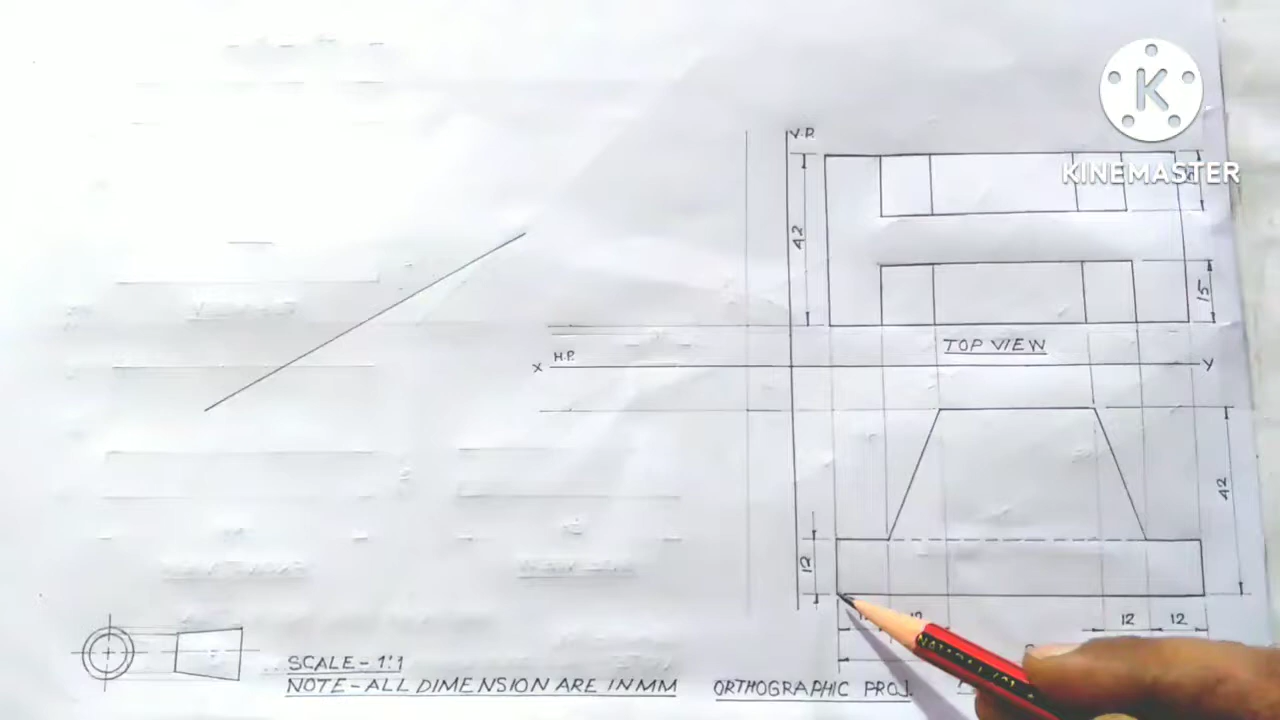 K
KINEMASTER
V.P.
42
15
TOP VIEW
X H.P. Y
42
12
12 12
SCALE - 1:1
NOTE - ALL DIMENSION ARE IN MM
ORTHOGRAPHIC PROJ.